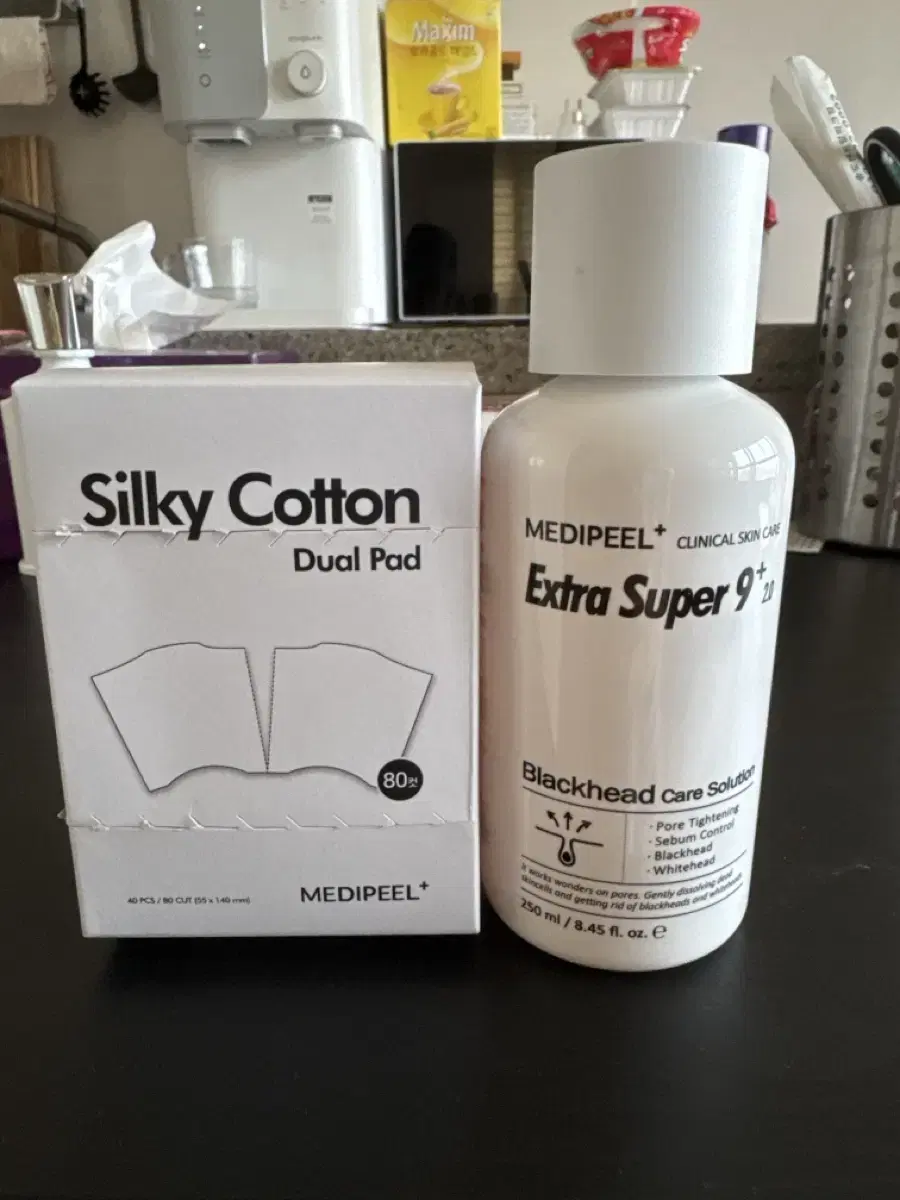 Maxim
Silky Cotton
Dual Pad
80컷
40 PCS / 80 CUT (55 x 140 mm)
MEDIPEEL+
MEDIPEEL+ CLINICAL SKIN CARE
Extra Super 9+ 2.0
Blackhead Care Solution
· Pore Tightening
· Sebum Control
· Blackhead
· Whitehead
It works wonders on pores. Gently dissolving dead
skincells and getting rid of blackheads and whiteheads.
250 ml / 8.45 fl. oz. ℮